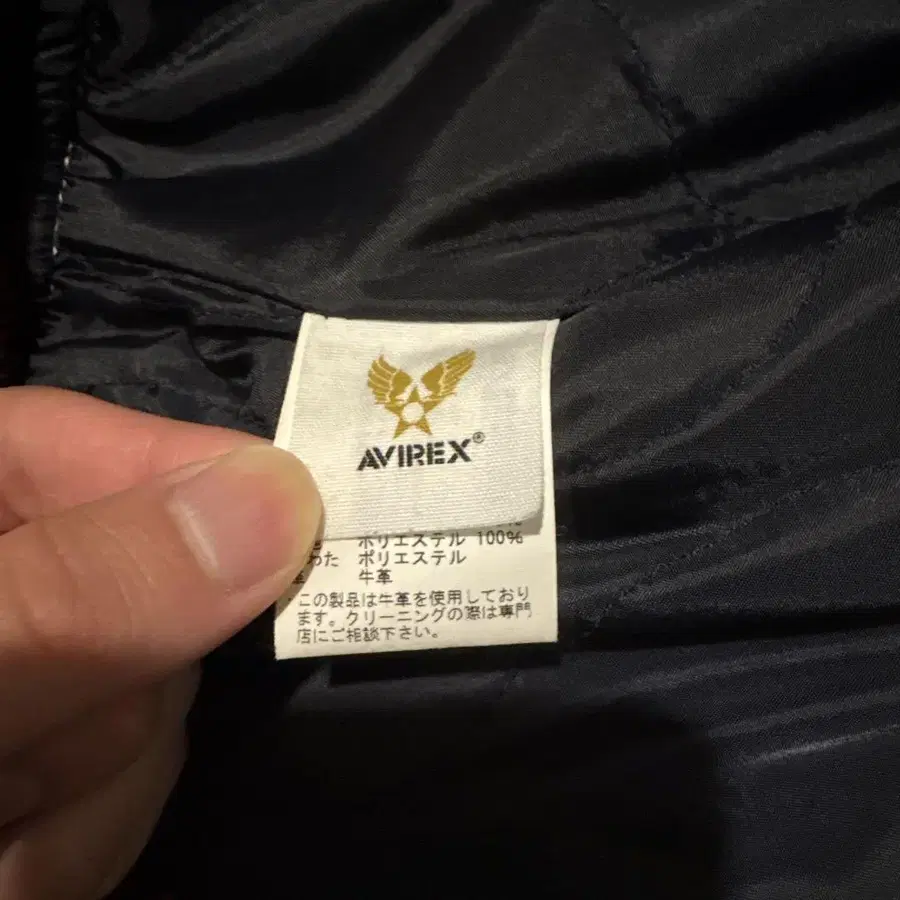 AVIREX®
ポリエステル 100%
わた ポリエステル
牛革
この製品は牛革を使用しており
ます。クリーニングの際は専門
店にご相談下さい。